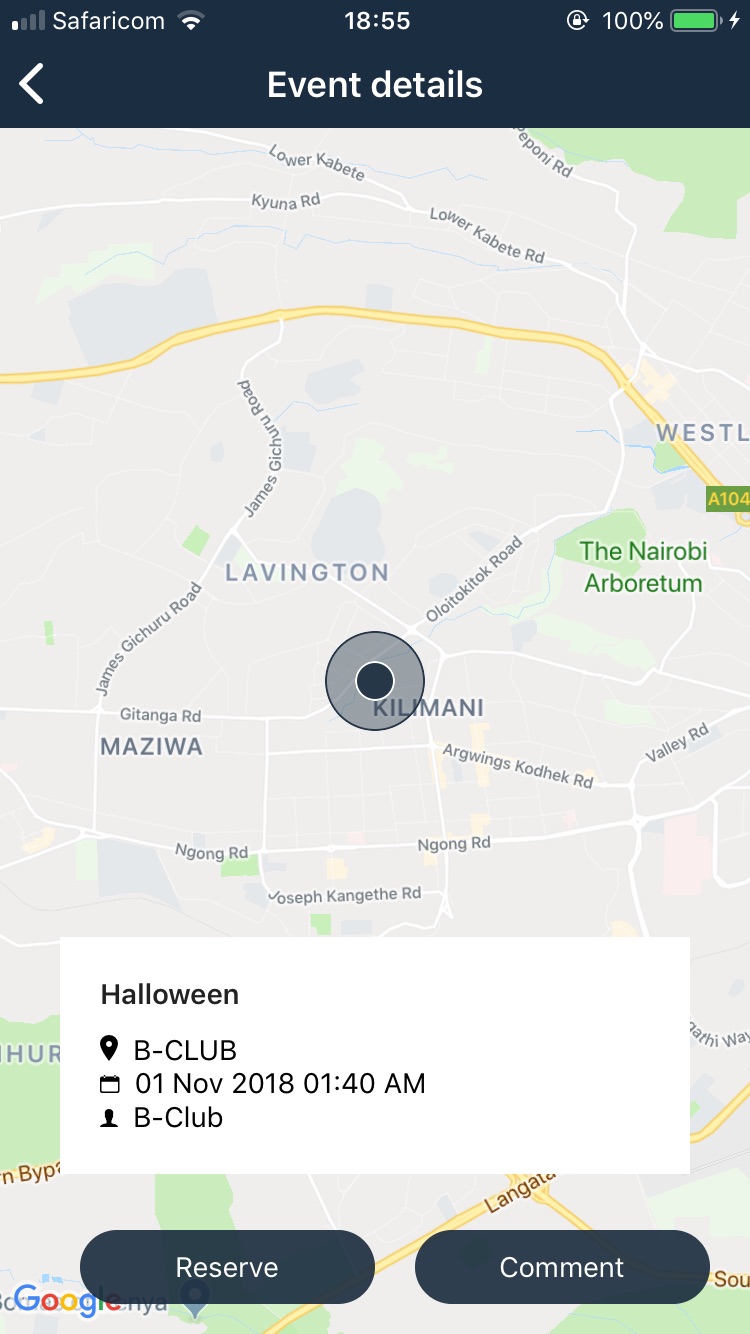 Safaricom 18:55 100%
Event details
Lower Kabete
Peponi Rd
Kyuna Rd
Lower Kabete Rd
James Gichuru Road
WESTL
A104
The Nairobi
Arboretum
Oloitokitok Road
LAVINGTON
James Gichuru Road
KILIMANI
Gitanga Rd
MAZIWA
Valley Rd
Argwings Kodhek Rd
Ngong Rd
Ngong Rd
Joseph Kangethe Rd
Halloween
B-CLUB
01 Nov 2018 01:40 AM
B-Club
gathi Way
HUR
n Bypa
Langata
Reserve
Comment
Sou
Google
enya